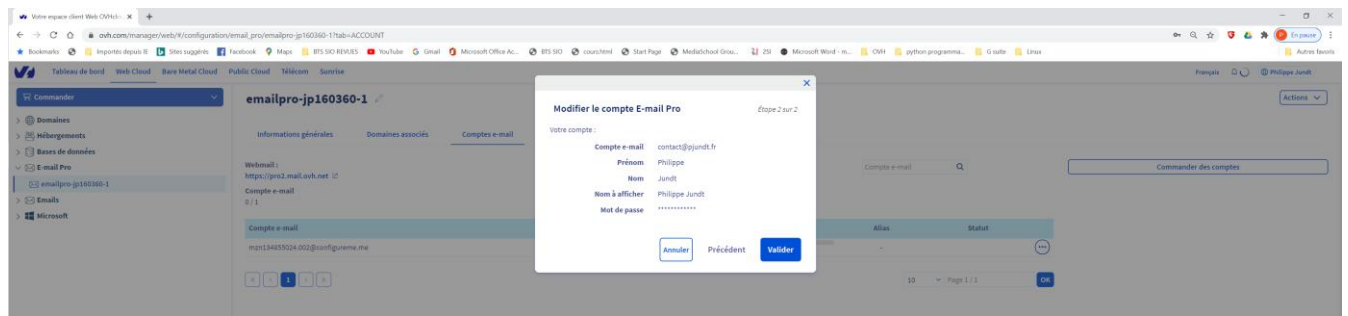 Votre espace client Web OVHclo
ovh.com/manager/web/#/configuration/email_pro/emailpro-jp160360-1?tab=ACCOUNT
En pause
Bookmarks Importés depuis IE Sites suggérés Facebook Maps BTS SIO REVUES YouTube Gmail Microsoft Office Ac... BTS SIO cours.html Start Page MediaSchool Grou... 2SI Microsoft Word - m... OVH python programma... G suite Linux Autres favoris
Tableau de bord Web Cloud Bare Metal Cloud Public Cloud Télécom Sunrise Français Philippe Jundt
Commander
Domaines
Hébergements
Bases de données
E-mail Pro
emailpro-jp160360-1
Emails
Microsoft
emailpro-jp160360-1
Actions
Informations générales Domaines associés Comptes e-mail
Webmail :
https://pro2.mail.ovh.net
Compte e-mail
0 / 1
Compte e-mail
Commander des comptes
Compte e-mail Alias Statut
mzn134055024.002@configureme.me -
1
10 Page 1 / 1 OK
Modifier le compte E-mail Pro Étape 2 sur 2
Votre compte :
Compte e-mail contact@pjundt.fr
Prénom Philippe
Nom Jundt
Nom à afficher Philippe Jundt
Mot de passe ************
Annuler Précédent Valider